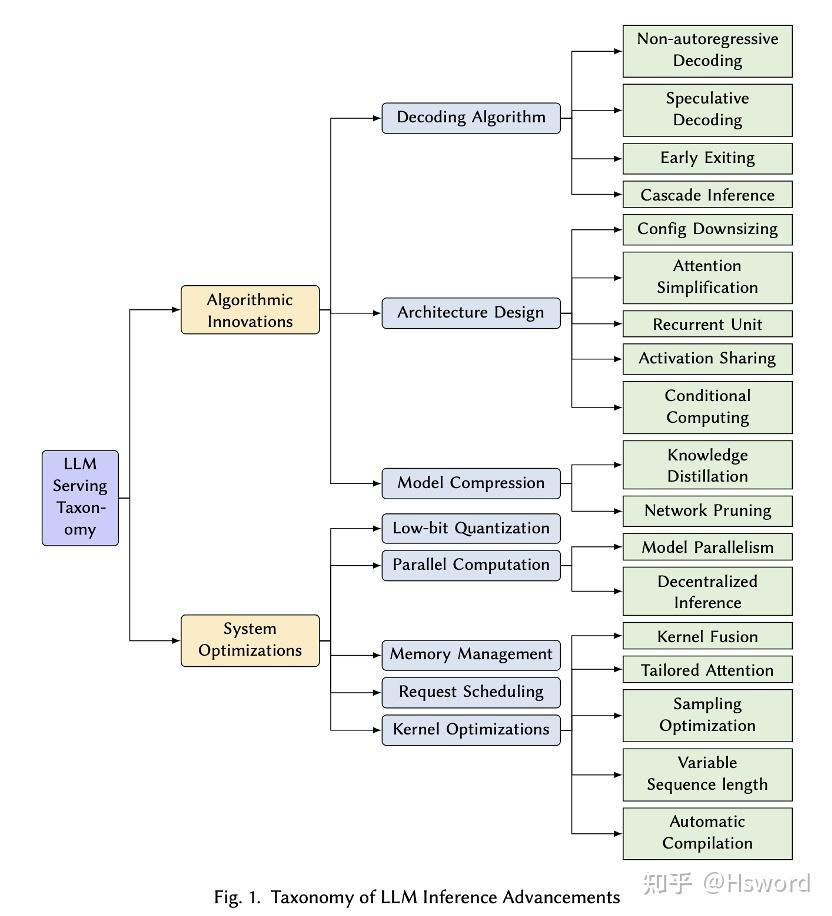 Non-autoregressive
Decoding
Decoding Algorithm
Speculative
Decoding
Early Exiting
Cascade Inference
Config Downsizing
Algorithmic
Innovations
Architecture Design
Attention
Simplification
Recurrent Unit
Activation Sharing
Conditional
Computing
LLM
Serving
Taxon-
omy
Model Compression
Knowledge
Distillation
Network Pruning
Low-bit Quantization
Parallel Computation
Model Parallelism
Decentralized
Inference
System
Optimizations
Memory Management
Request Scheduling
Kernel Optimizations
Kernel Fusion
Tailored Attention
Sampling
Optimization
Variable
Sequence length
Automatic
Compilation
Fig. 1. Taxonomy of LLM Inference Advancements
知乎 @Hsword